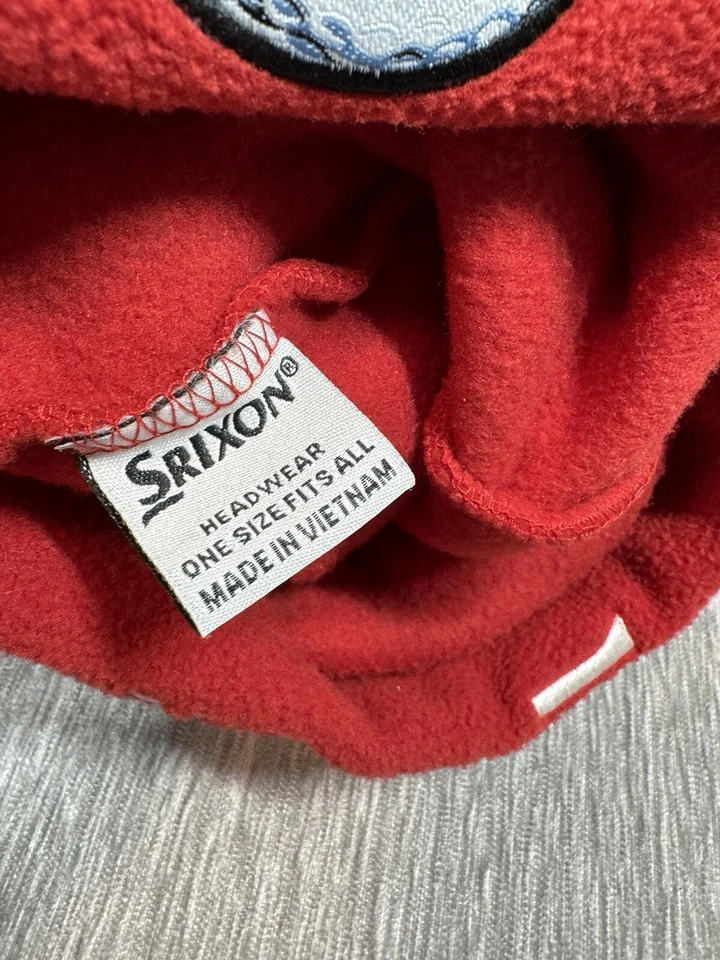 SRIXON®
HEADWEAR
ONE SIZE FITS ALL
MADE IN VIETNAM